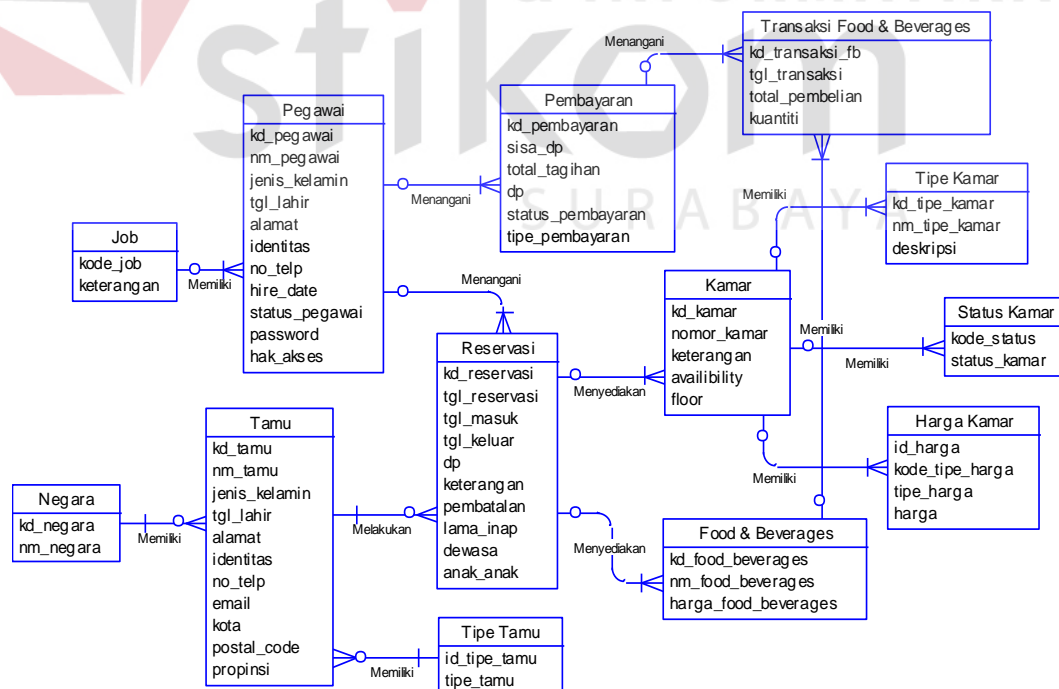 stikom
SURABAYA
Transaksi Food & Beverages
kd_transaksi_fb
tgl_transaksi
total_pembelian
kuantiti
Menangani
Pembayaran
kd_pembayaran
sisa_dp
total_tagihan
dp
status_pembayaran
tipe_pembayaran
Menangani
Pegawai
kd_pegawai
nm_pegawai
jenis_kelamin
tgl_lahir
alamat
identitas
no_telp
hire_date
status_pegawai
password
hak_akses
Job
kode_job
keterangan
Memiliki
Menangani
Tipe Kamar
kd_tipe_kamar
nm_tipe_kamar
deskripsi
Memiliki
Kamar
kd_kamar
nomor_kamar
keterangan
availibility
floor
Memiliki
Memiliki
Status Kamar
kode_status
status_kamar
Reservasi
kd_reservasi
tgl_reservasi
tgl_masuk
tgl_keluar
dp
keterangan
pembatalan
lama_inap
dewasa
anak_anak
Menyediakan
Harga Kamar
id_harga
kode_tipe_harga
tipe_harga
harga
Memiliki
Tamu
kd_tamu
nm_tamu
jenis_kelamin
tgl_lahir
alamat
identitas
no_telp
email
kota
postal_code
propinsi
Negara
kd_negara
nm_negara
Memiliki
Melakukan
Menyediakan
Food & Beverages
kd_food_beverages
nm_food_beverages
harga_food_beverages
Tipe Tamu
id_tipe_tamu
tipe_tamu
Memiliki